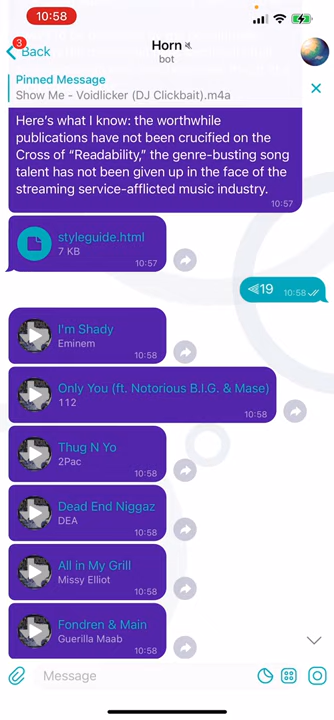 10:58
3
Back
Horn
bot
Pinned Message
Show Me - Voidlicker (DJ Clickbait).m4a
Here's what I know: the worthwhile
publications have not been crucified on the
Cross of “Readability,” the genre-busting song
talent has not been given up in the face of the
streaming service-afflicted music industry.
10:57
styleguide.html
7 KB
10:57
19 10:58
I'm Shady
Eminem
10:58
Only You (ft. Notorious B.I.G. & Mase)
112
10:58
Thug N Yo
2Pac
10:58
Dead End Niggaz
DEA
10:58
All in My Grill
Missy Elliot
10:58
Fondren & Main
Guerilla Maab
10:58
Message